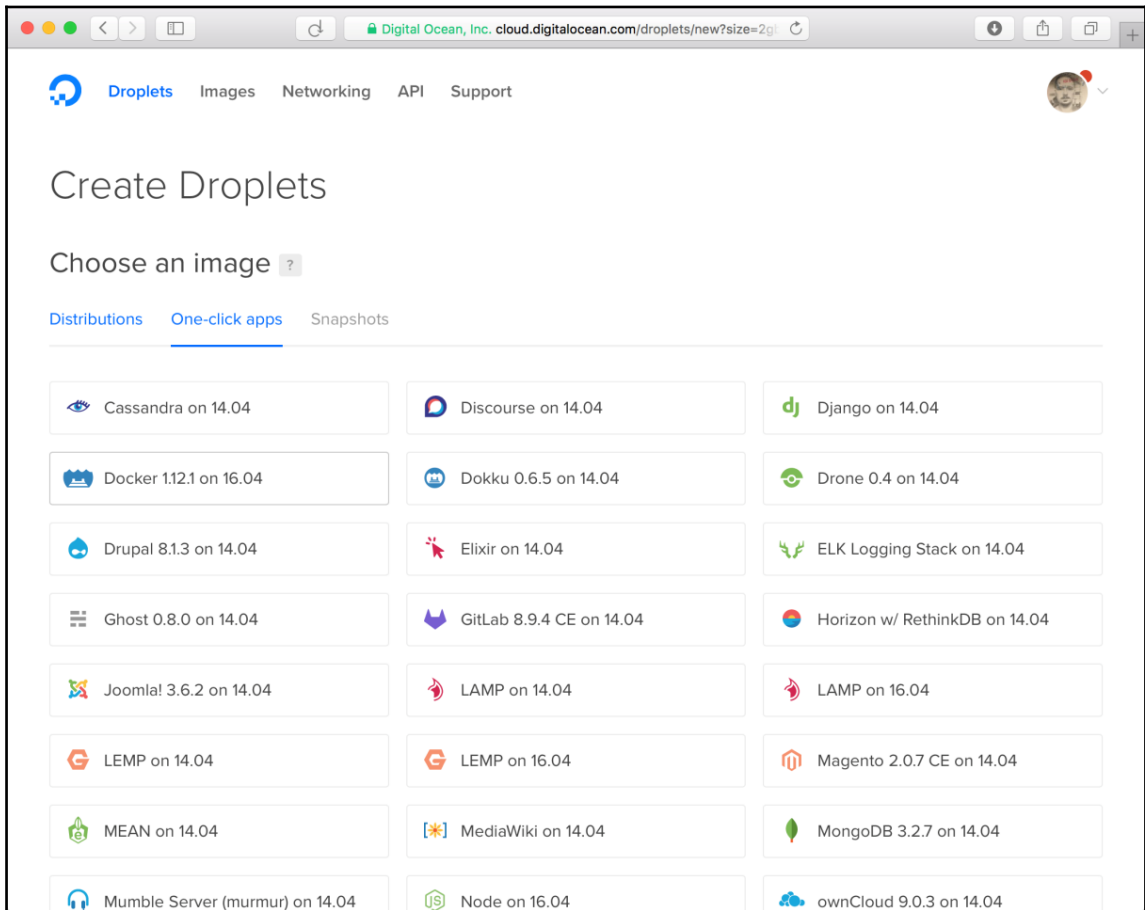 Digital Ocean, Inc. cloud.digitalocean.com/droplets/new?size=2g
Droplets Images Networking API Support
Create Droplets
Choose an image ?
Distributions One-click apps Snapshots
Cassandra on 14.04 Discourse on 14.04 dj Django on 14.04
Docker 1.12.1 on 16.04 Dokku 0.6.5 on 14.04 Drone 0.4 on 14.04
Drupal 8.1.3 on 14.04 Elixir on 14.04 ELK Logging Stack on 14.04
Ghost 0.8.0 on 14.04 GitLab 8.9.4 CE on 14.04 Horizon w/ RethinkDB on 14.04
Joomla! 3.6.2 on 14.04 LAMP on 14.04 LAMP on 16.04
LEMP on 14.04 LEMP on 16.04 Magento 2.0.7 CE on 14.04
MEAN on 14.04 MediaWiki on 14.04 MongoDB 3.2.7 on 14.04
Mumble Server (murmur) on 14.04 JS Node on 16.04 ownCloud 9.0.3 on 14.04